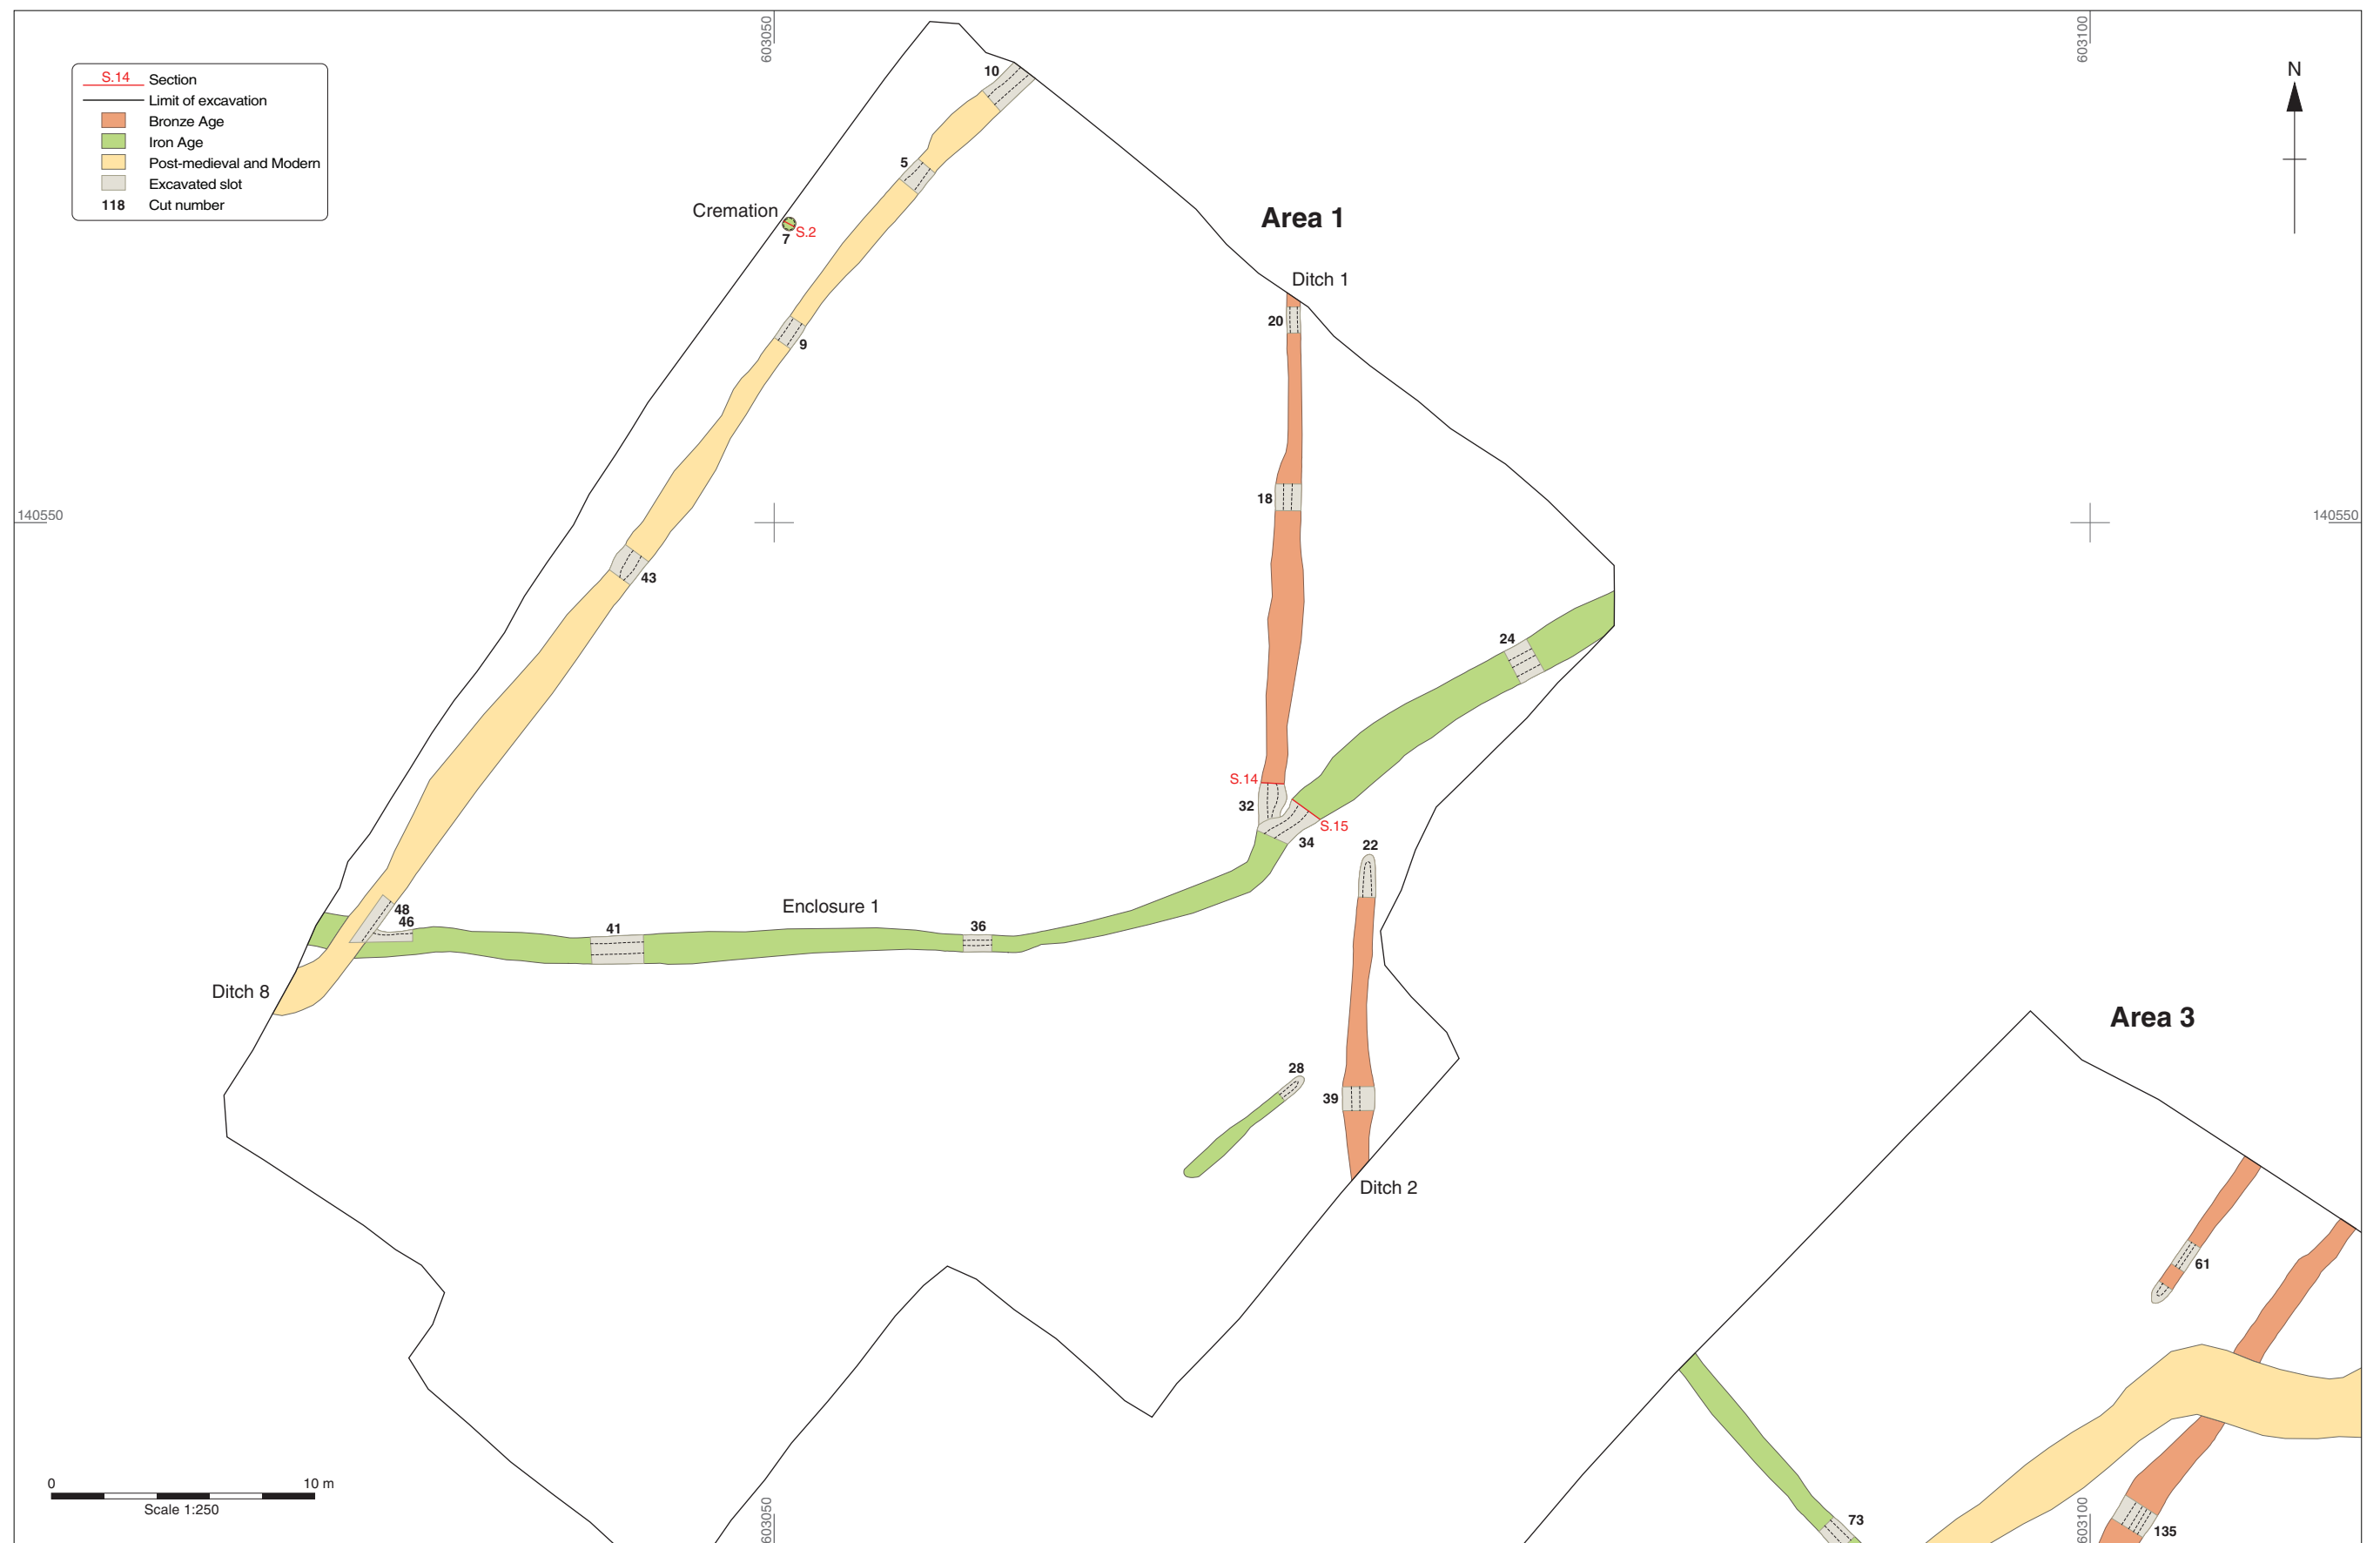 603050
603100
S.14 Section
Limit of excavation
Bronze Age
Iron Age
Post-medieval and Modern
Excavated slot
118 Cut number
N
10
5
Cremation
7
S.2
Area 1
Ditch 1
20
9
18
140550
140550
43
24
S.14
32
S.15
34
22
Enclosure 1
48
46
41
36
Ditch 8
Area 3
28
39
Ditch 2
61
0 10 m
Scale 1:250
73
135
603050
603100